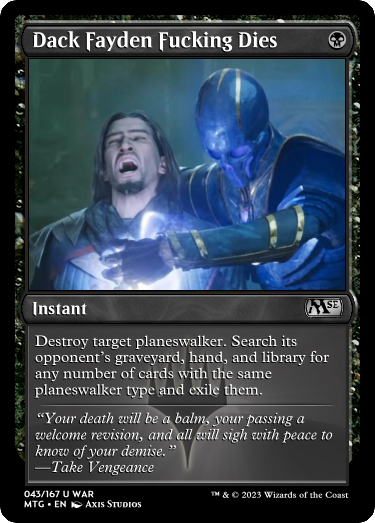 Dack Fayden Fucking Dies
Instant
MSE
Destroy target planeswalker. Search its
opponent's graveyard, hand, and library for
any number of cards with the same
planeswalker type and exile them.
"Your death will be a balm, your passing a
welcome revision, and all will sigh with peace to
know of your demise."
—Take Vengeance
043/167 U WAR
MTG • EN Axis Studios
™ & © 2023 Wizards of the Coast